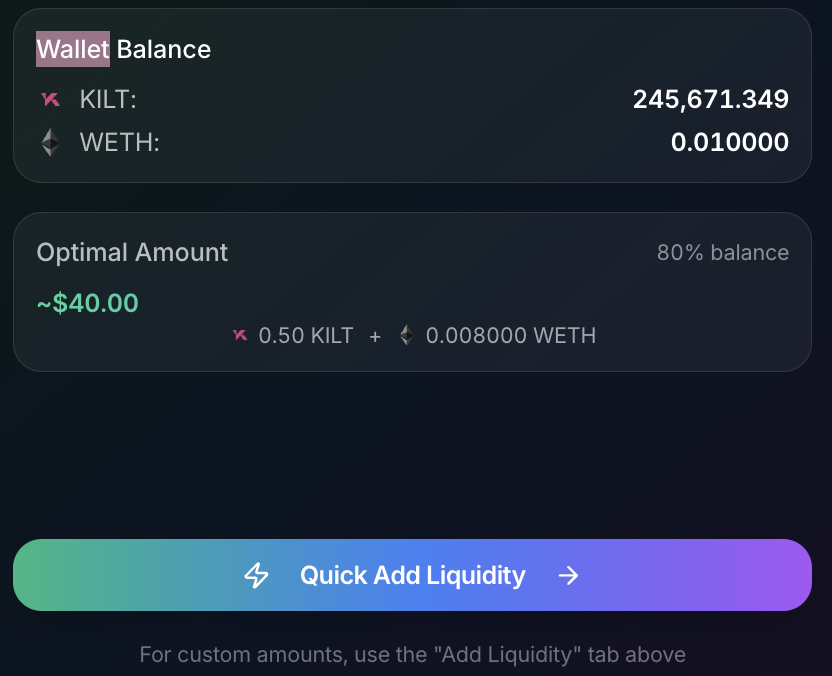 Wallet Balance
KILT: 245,671.349
WETH: 0.010000
Optimal Amount 80% balance
~$40.00
0.50 KILT + 0.008000 WETH
Quick Add Liquidity →
For custom amounts, use the "Add Liquidity" tab above